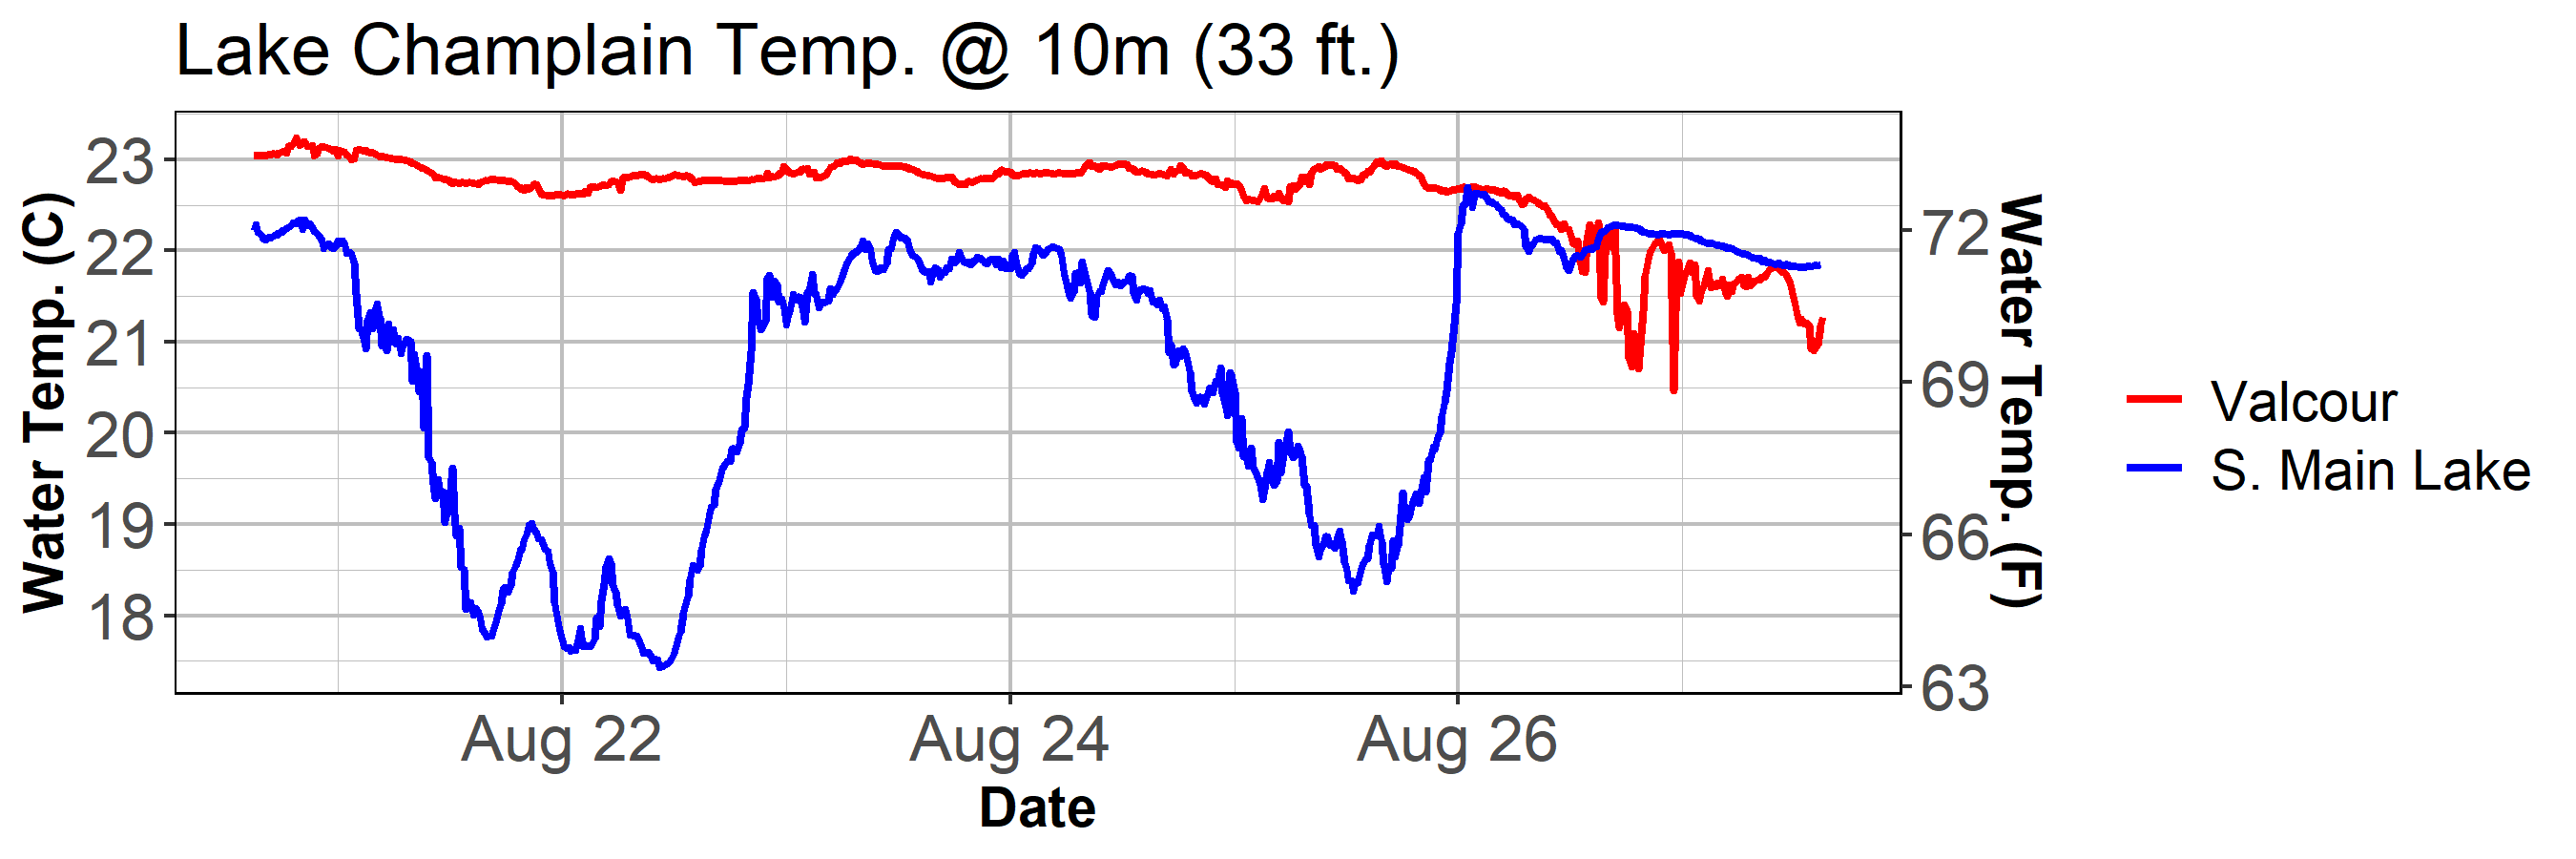 Lake Champlain Temp. @ 10m (33 ft.)
Water Temp. (C)
23
22
21
20
19
18
72
69
66
63
Water Temp. (F)
Aug 22
Aug 24
Aug 26
Date
Valcour
S. Main Lake